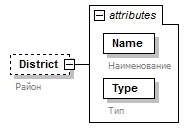 attributes
Name
Наименование
District
Район
Type
Тип